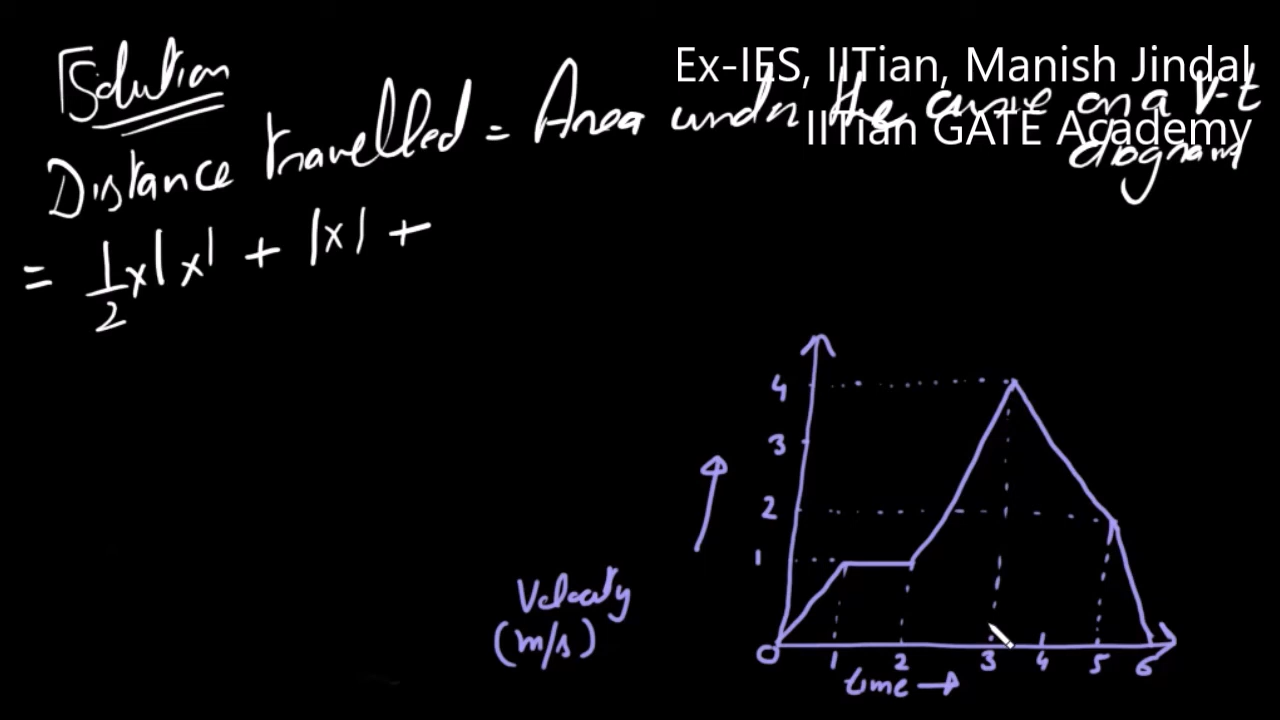 Solution
Ex-IES, IITian, Manish Jindal
IITian GATE Academy
Distance travelled = Area under the curve on a V-t
diagram
= 1/2 x 1 x 1 + 1 x 1 +
4
3
2
1
Velocity
(m/s)
0 1 2 3 4 5 6
time →